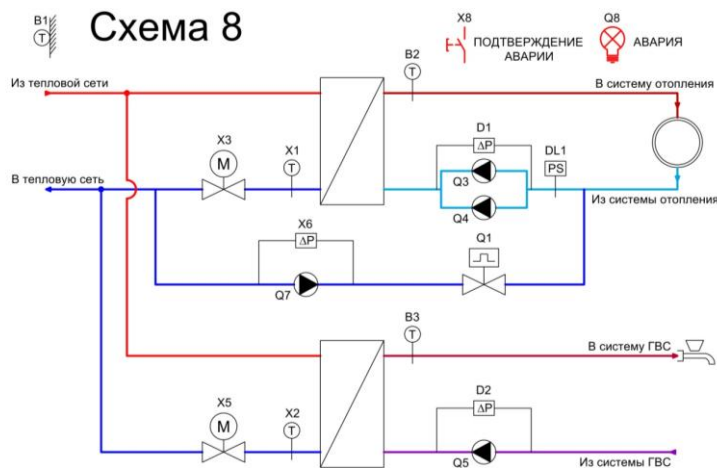 B1
T
Схема 8
X8
ПОДТВЕРЖДЕНИЕ
АВАРИИ
Q8
АВАРИЯ
Из тепловой сети
B2
T
В систему отопления
X3
M
X1
T
D1
ΔP
Q3
Q4
DL1
PS
В тепловую сеть
Из системы отопления
X6
ΔP
Q7
Q1
B3
T
В систему ГВС
X5
M
X2
T
D2
ΔP
Q5
Из системы ГВС